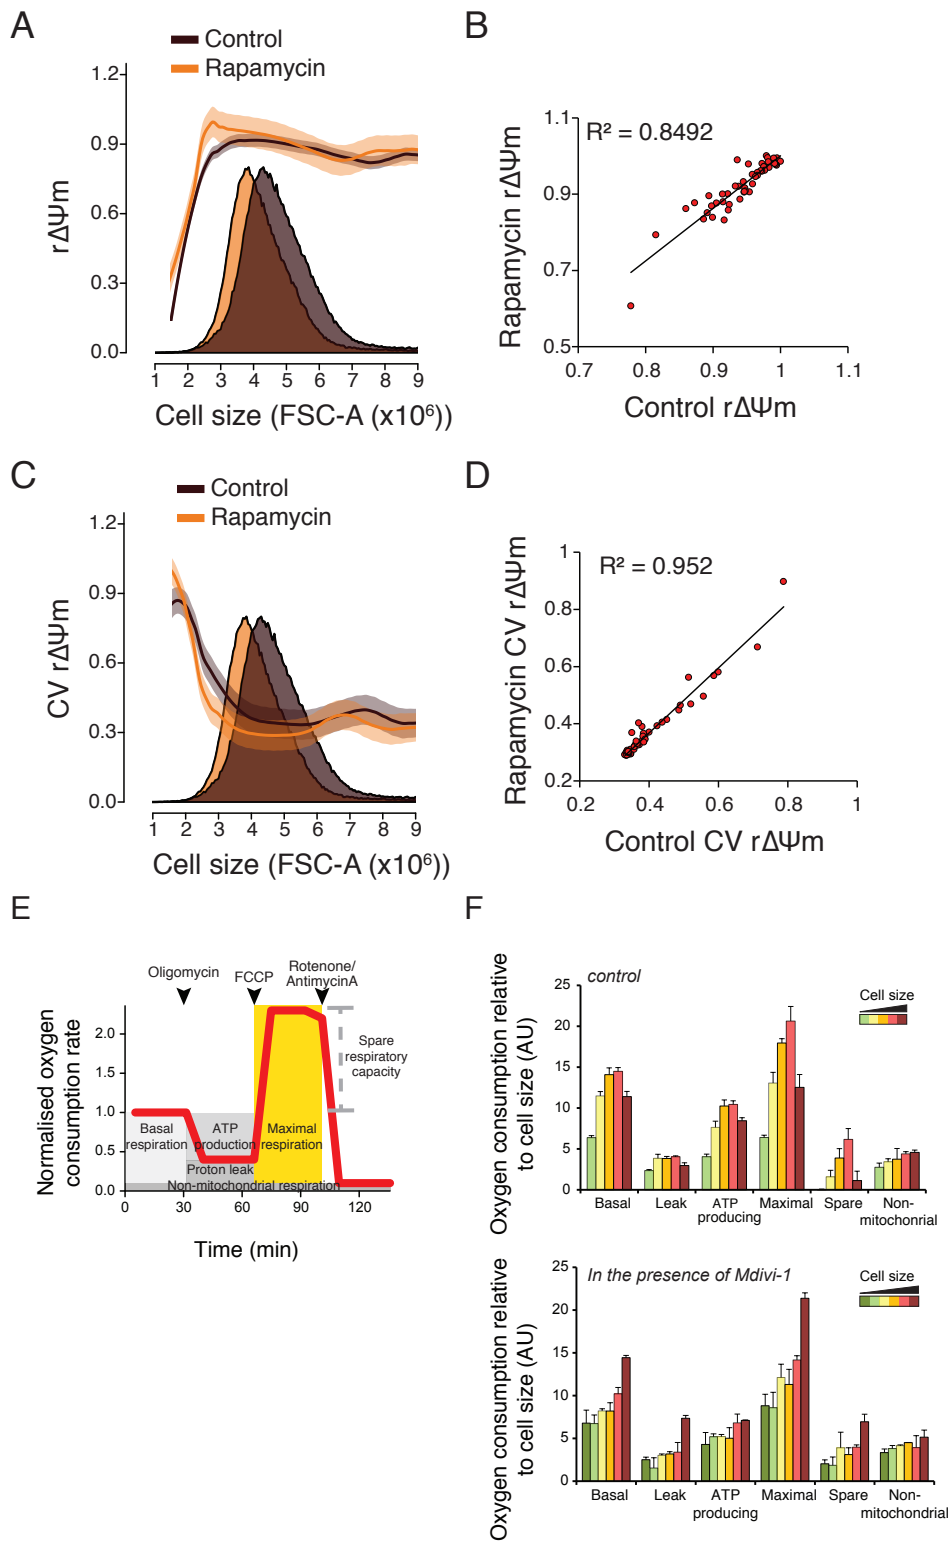 A
Control
Rapamycin
1.2
0.9
0.6
0.3
0.0
rΔΨm
1 2 3 4 5 6 7 8 9
Cell size (FSC-A (x10⁶))
B
R² = 0.8492
1.1
0.9
0.7
0.5
Rapamycin rΔΨm
0.7 0.8 0.9 1 1.1
Control rΔΨm
C
Control
Rapamycin
1.2
0.9
0.6
0.3
0.0
CV rΔΨm
1 2 3 4 5 6 7 8 9
Cell size (FSC-A (x10⁶))
D
R² = 0.952
1
0.8
0.6
0.4
0.2
Rapamycin CV rΔΨm
0.2 0.4 0.6 0.8 1
Control CV rΔΨm
E
Oligomycin
FCCP
Rotenone/
AntimycinA
Normalised oxygen
consumption rate
2.0
1.0
0.0
Spare
respiratory
capacity
Basal
respiration
ATP
production
Maximal
respiration
Proton leak
Non-mitochondrial respiration
0 30 60 90 120
Time (min)
F
control
Cell size
Oxygen consumption relative
to cell size (AU)
25
20
15
10
5
0
Basal Leak ATP Maximal Spare Non-
producing mitochonrial
In the presence of Mdivi-1
Cell size
Oxygen consumption relative
to cell size (AU)
25
20
15
10
5
0
Basal Leak ATP Maximal Spare Non-
producing mitochondrial